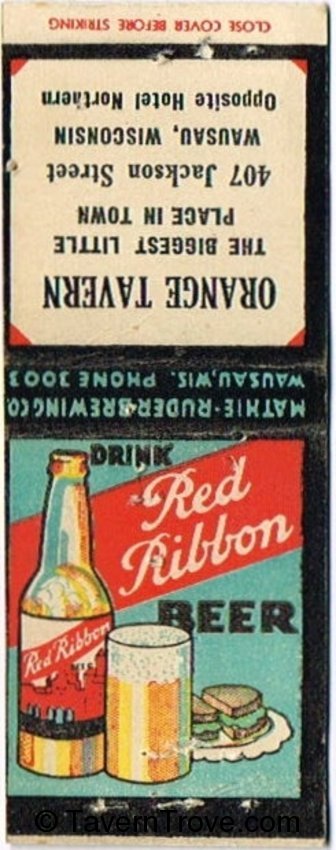 CLOSE COVER BEFORE STRIKING
ORANGE TAVERN
THE BIGGEST LITTLE
PLACE IN TOWN
407 Jackson Street
WAUSAU, WISCONSIN
Opposite Hotel Northern
MATHIE-RUDER BREWING CO.
WAUSAU, WIS. PHONE 3003
DRINK
Red
Ribbon
BEER
Red Ribbon
© TavernTrove.com